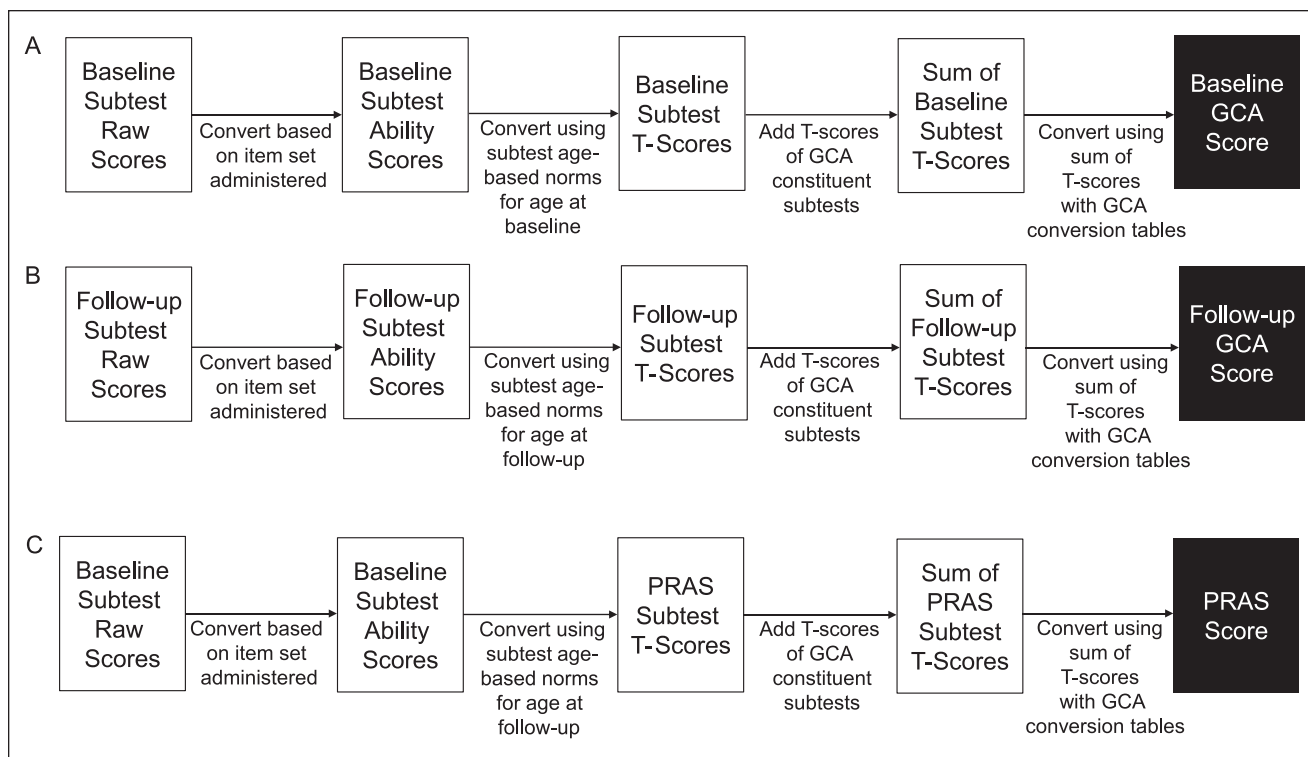 A
Baseline
Subtest
Raw
Scores
Convert based
on item set
administered
Baseline
Subtest
Ability
Scores
Convert using
subtest age-
based norms
for age at
baseline
Baseline
Subtest
T-Scores
Add T-scores
of GCA
constituent
subtests
Sum of
Baseline
Subtest
T-Scores
Convert using
sum of
T-scores
with GCA
conversion tables
Baseline
GCA
Score
B
Follow-up
Subtest
Raw
Scores
Convert based
on item set
administered
Follow-up
Subtest
Ability
Scores
Convert using
subtest age-
based norms
for age at
follow-up
Follow-up
Subtest
T-Scores
Add T-scores
of GCA
constituent
subtests
Sum of
Follow-up
Subtest
T-Scores
Convert using
sum of
T-scores
with GCA
conversion tables
Follow-up
GCA
Score
C
Baseline
Subtest
Raw
Scores
Convert based
on item set
administered
Baseline
Subtest
Ability
Scores
Convert using
subtest age-
based norms
for age at
follow-up
PRAS
Subtest
T-Scores
Add T-scores
of GCA
constituent
subtests
Sum of
PRAS
Subtest
T-Scores
Convert using
sum of
T-scores
with GCA
conversion tables
PRAS
Score